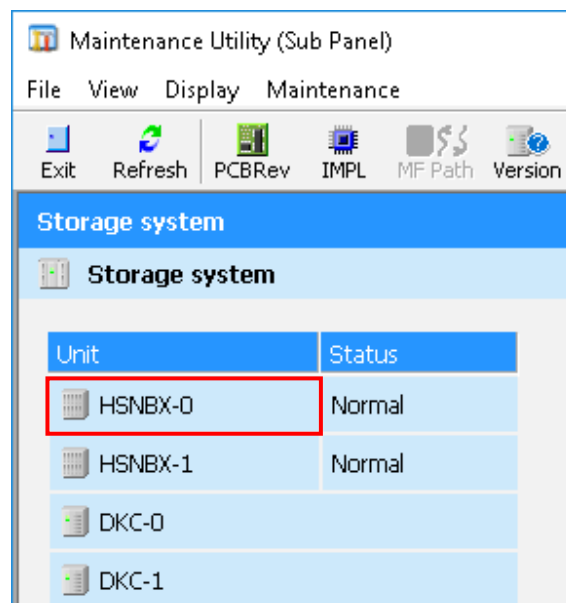 Maintenance Utility (Sub Panel)
File View Display Maintenance
Exit Refresh PCBRev IMPL MF Path Version
Storage system
Storage system
Unit Status
HSNBX-0 Normal
HSNBX-1 Normal
DKC-0
DKC-1